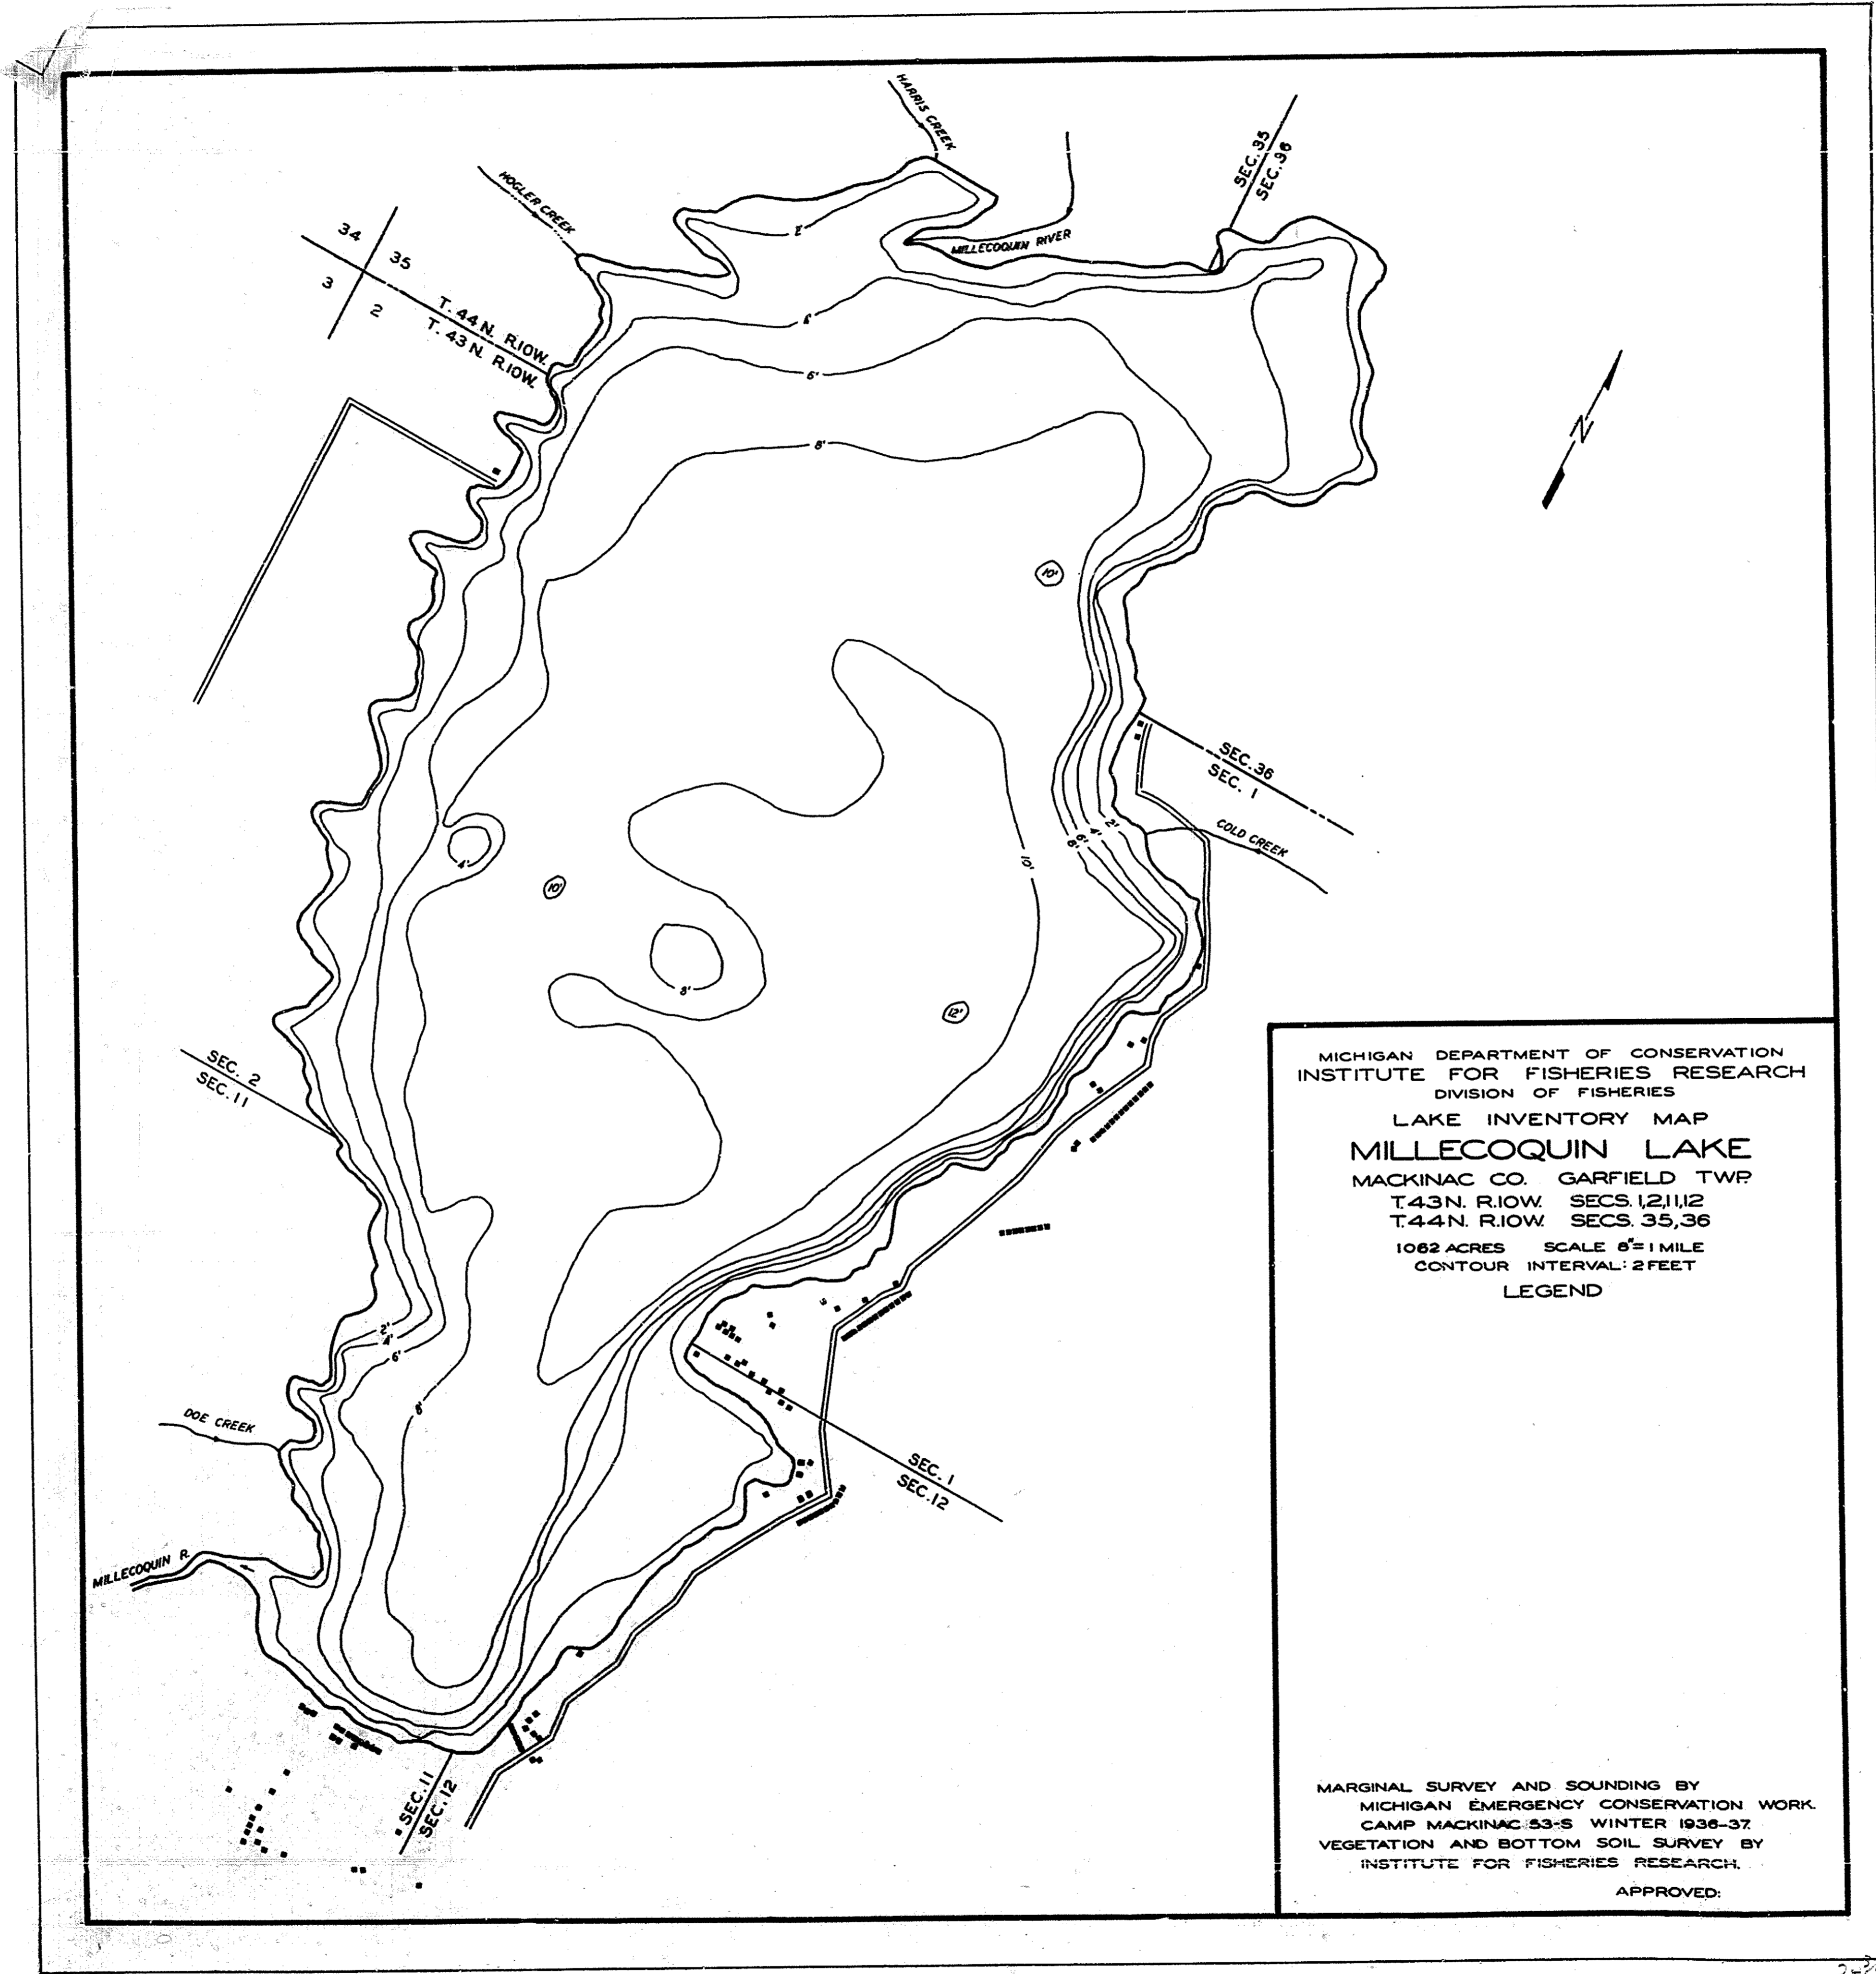 HARRIS CREEK
SEC. 35
SEC. 36
HOGLER CREEK
MILLECOQUIN RIVER
34
35
3
2
T. 44 N. R.10W.
T. 43 N. R.10W.
2'
4'
6'
8'
N
10'
SEC. 36
SEC. 1
COLD CREEK
2'
4'
6'
8'
10'
4'
10'
8'
12'
SEC. 2
SEC. 11
2'
4'
6'
8'
DOE CREEK
SEC. 1
SEC. 12
MILLECOQUIN R.
SEC. 11
SEC. 12
MICHIGAN DEPARTMENT OF CONSERVATION
INSTITUTE FOR FISHERIES RESEARCH
DIVISION OF FISHERIES
LAKE INVENTORY MAP
MILLECOQUIN LAKE
MACKINAC CO. GARFIELD TWP.
T.43N. R.10W. SECS. 1,2,11,12
T.44N. R.10W. SECS. 35,36
1062 ACRES SCALE 8"=1 MILE
CONTOUR INTERVAL: 2 FEET
LEGEND
MARGINAL SURVEY AND SOUNDING BY
MICHIGAN EMERGENCY CONSERVATION WORK.
CAMP MACKINAC 53-S WINTER 1936-37.
VEGETATION AND BOTTOM SOIL SURVEY BY
INSTITUTE FOR FISHERIES RESEARCH.
APPROVED: